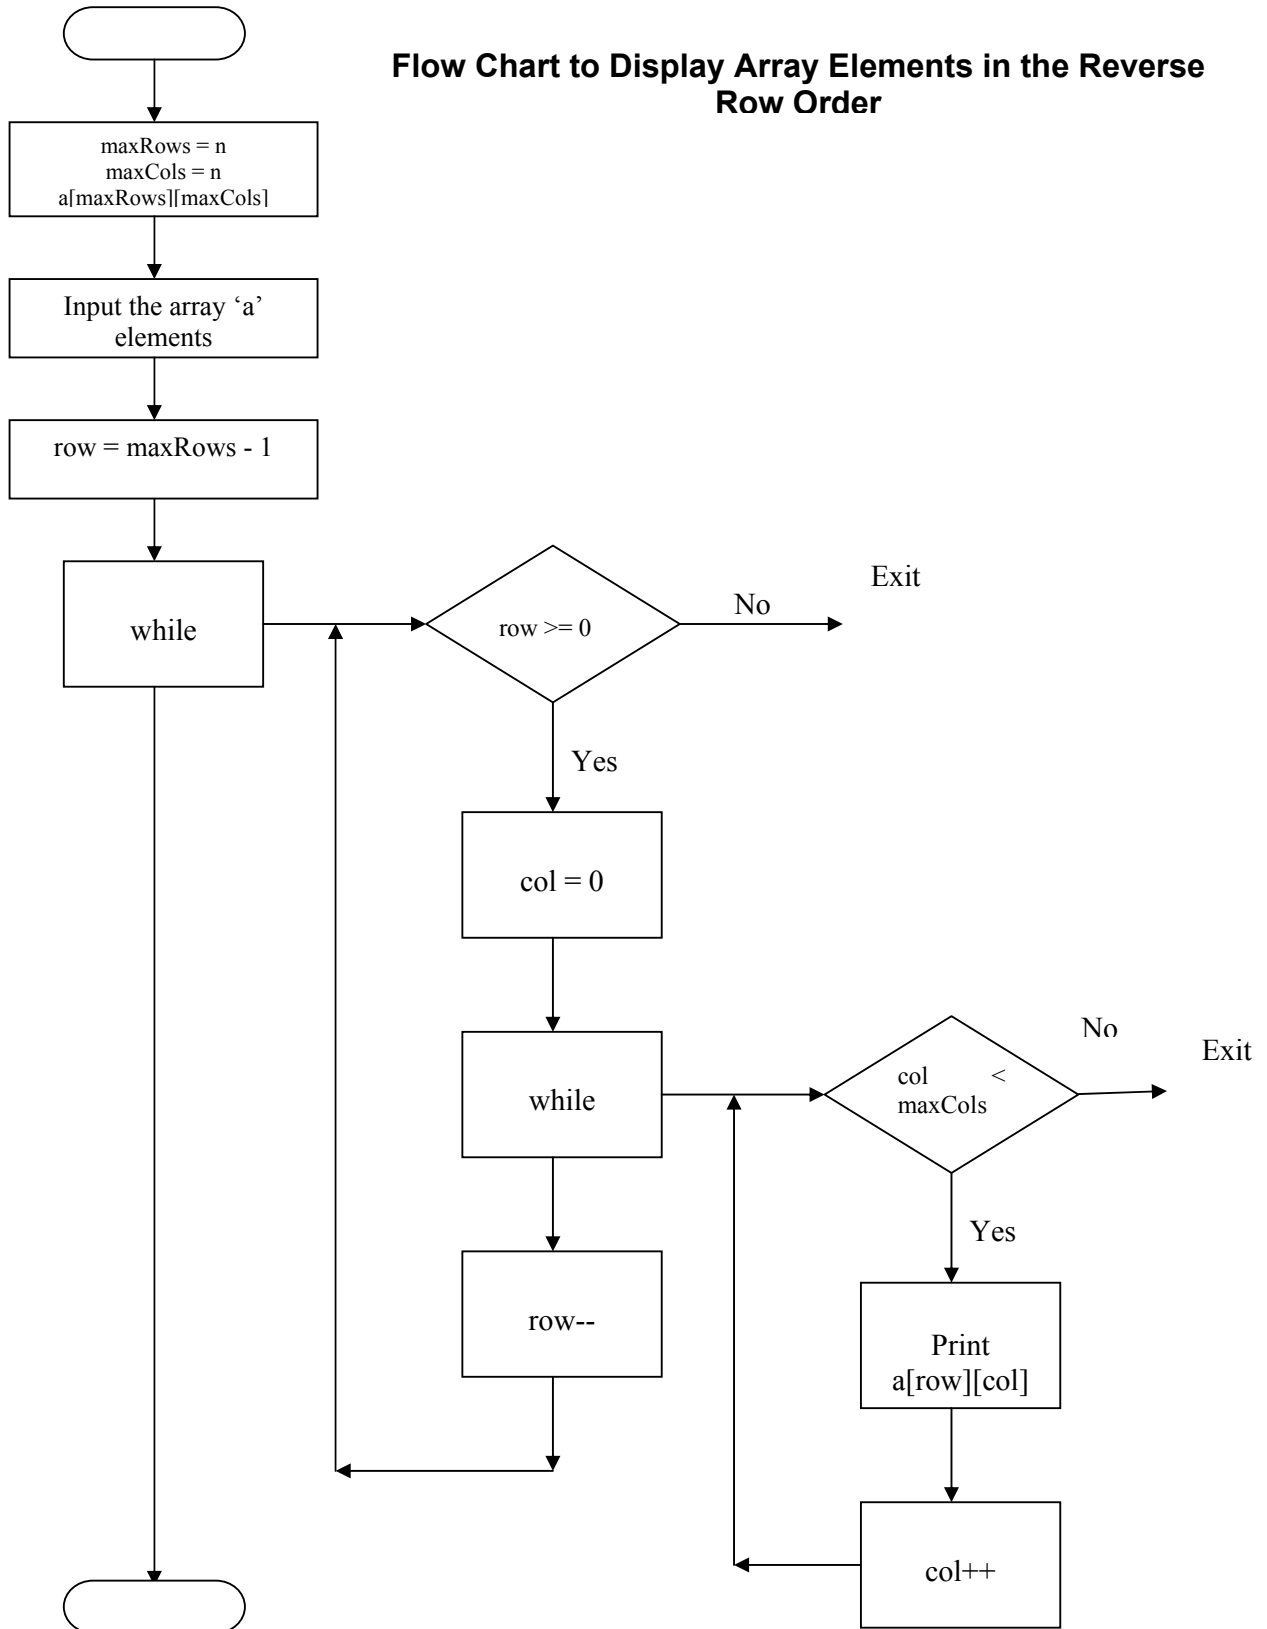 Flow Chart to Display Array Elements in the Reverse
Row Order
maxRows = n
maxCols = n
a[maxRows][maxCols]
Input the array ‘a’
elements
row = maxRows - 1
while
row >= 0
No
Exit
Yes
col = 0
while
col <
maxCols
No
Exit
Yes
row--
Print
a[row][col]
col++